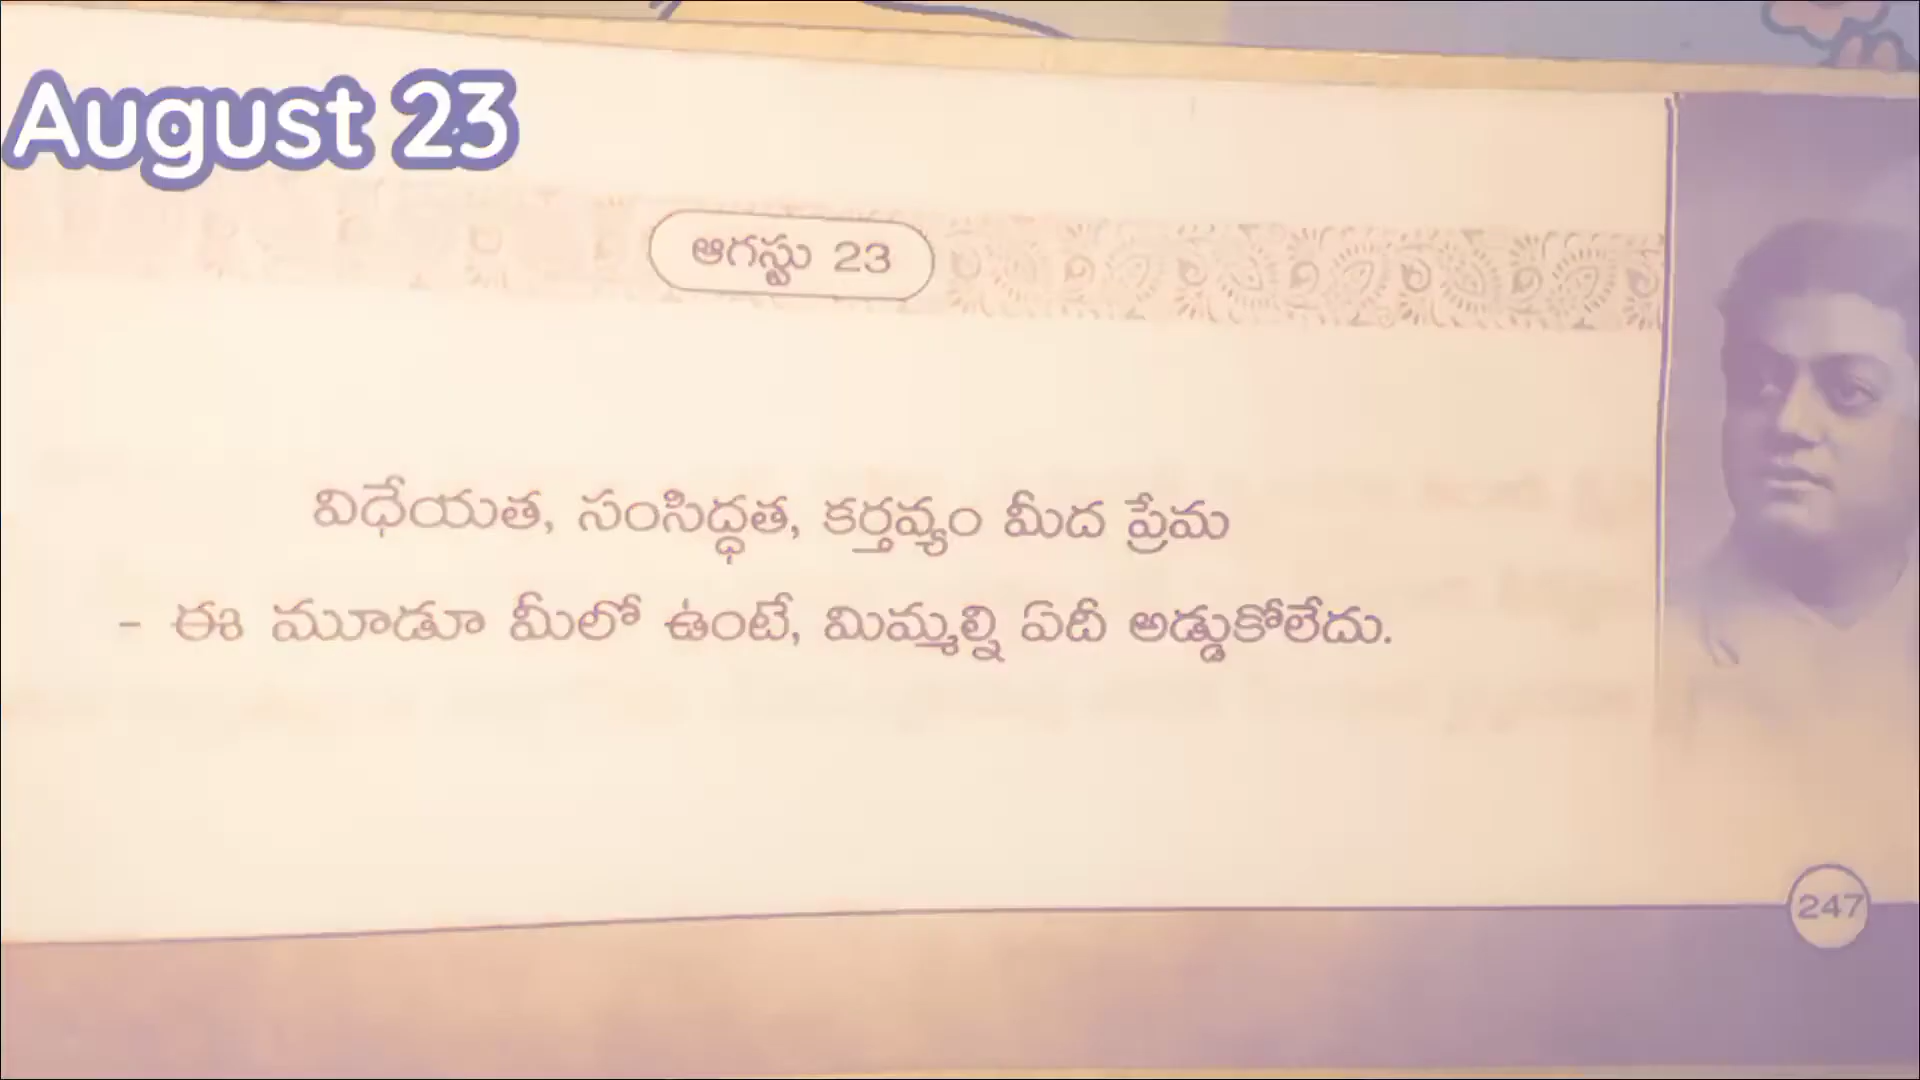 August 23
ఆగస్టు 23
విధేయత, సంసిద్ధత, కర్తవ్యం మీద ప్రేమ
- ఈ మూడూ మీలో ఉంటే, మిమ్మల్ని ఏదీ అడ్డుకోలేదు.
247